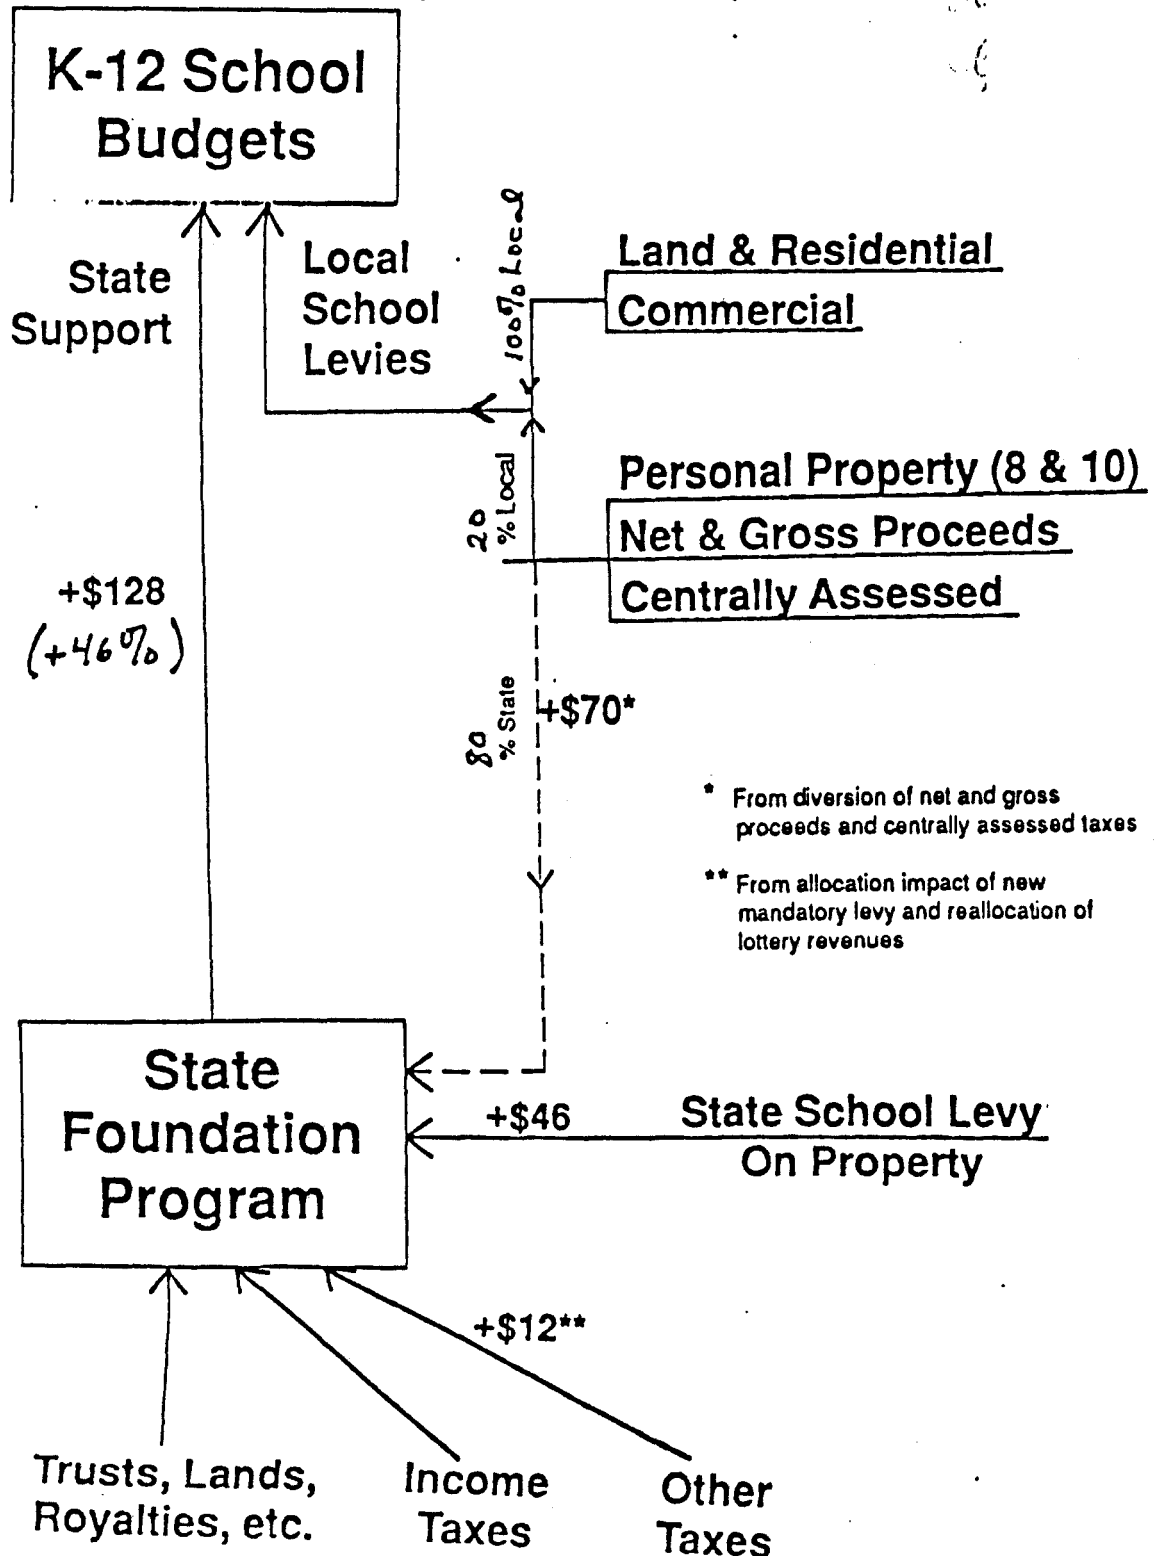 K-12 School
Budgets
State
Support
Local
School
Levies
100% Local
Land & Residential
Commercial
20
% Local
Personal Property (8 & 10)
Net & Gross Proceeds
Centrally Assessed
+$128
(+46%)
80
% State
+$70*
* From diversion of net and gross
proceeds and centrally assessed taxes
** From allocation impact of new
mandatory levy and reallocation of
lottery revenues
State
Foundation
Program
+$46
State School Levy
On Property
+$12**
Trusts, Lands,
Royalties, etc.
Income
Taxes
Other
Taxes